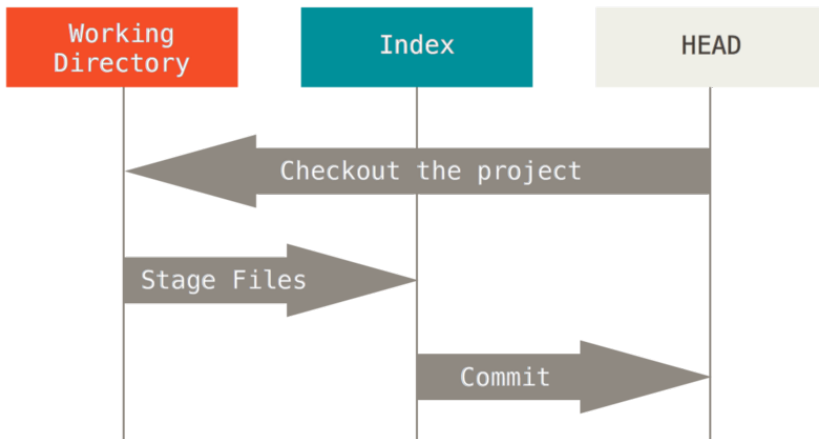 Working
Directory
Index
HEAD
Checkout the project
Stage Files
Commit